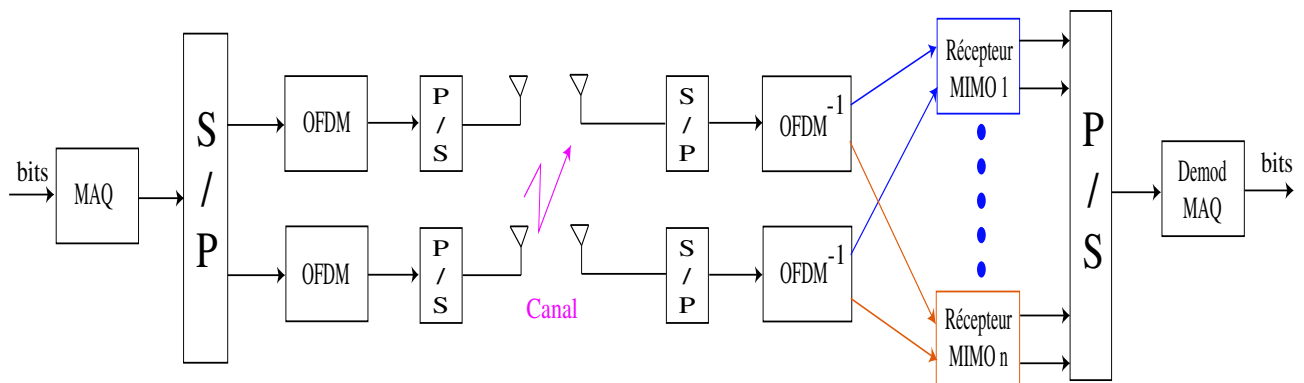 bits
MAQ
S
/
P
OFDM
P
/
S
S
/
P
OFDM-1
Récepteur
MIMO 1
OFDM
P
/
S
Canal
S
/
P
OFDM-1
Récepteur
MIMO n
P
/
S
Demod
MAQ
bits